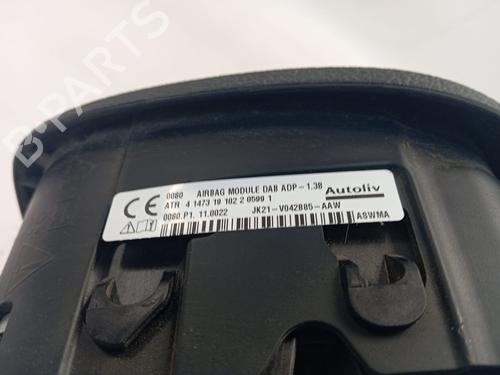 0080 AIRBAG MODULE DAB ADP-1.3B Autoliv
CE ATR 4 1473 19 102 2 0599 1
0080.P1. 11.0022 JK21-V042B85-AAW ASWMA
B-PARTS